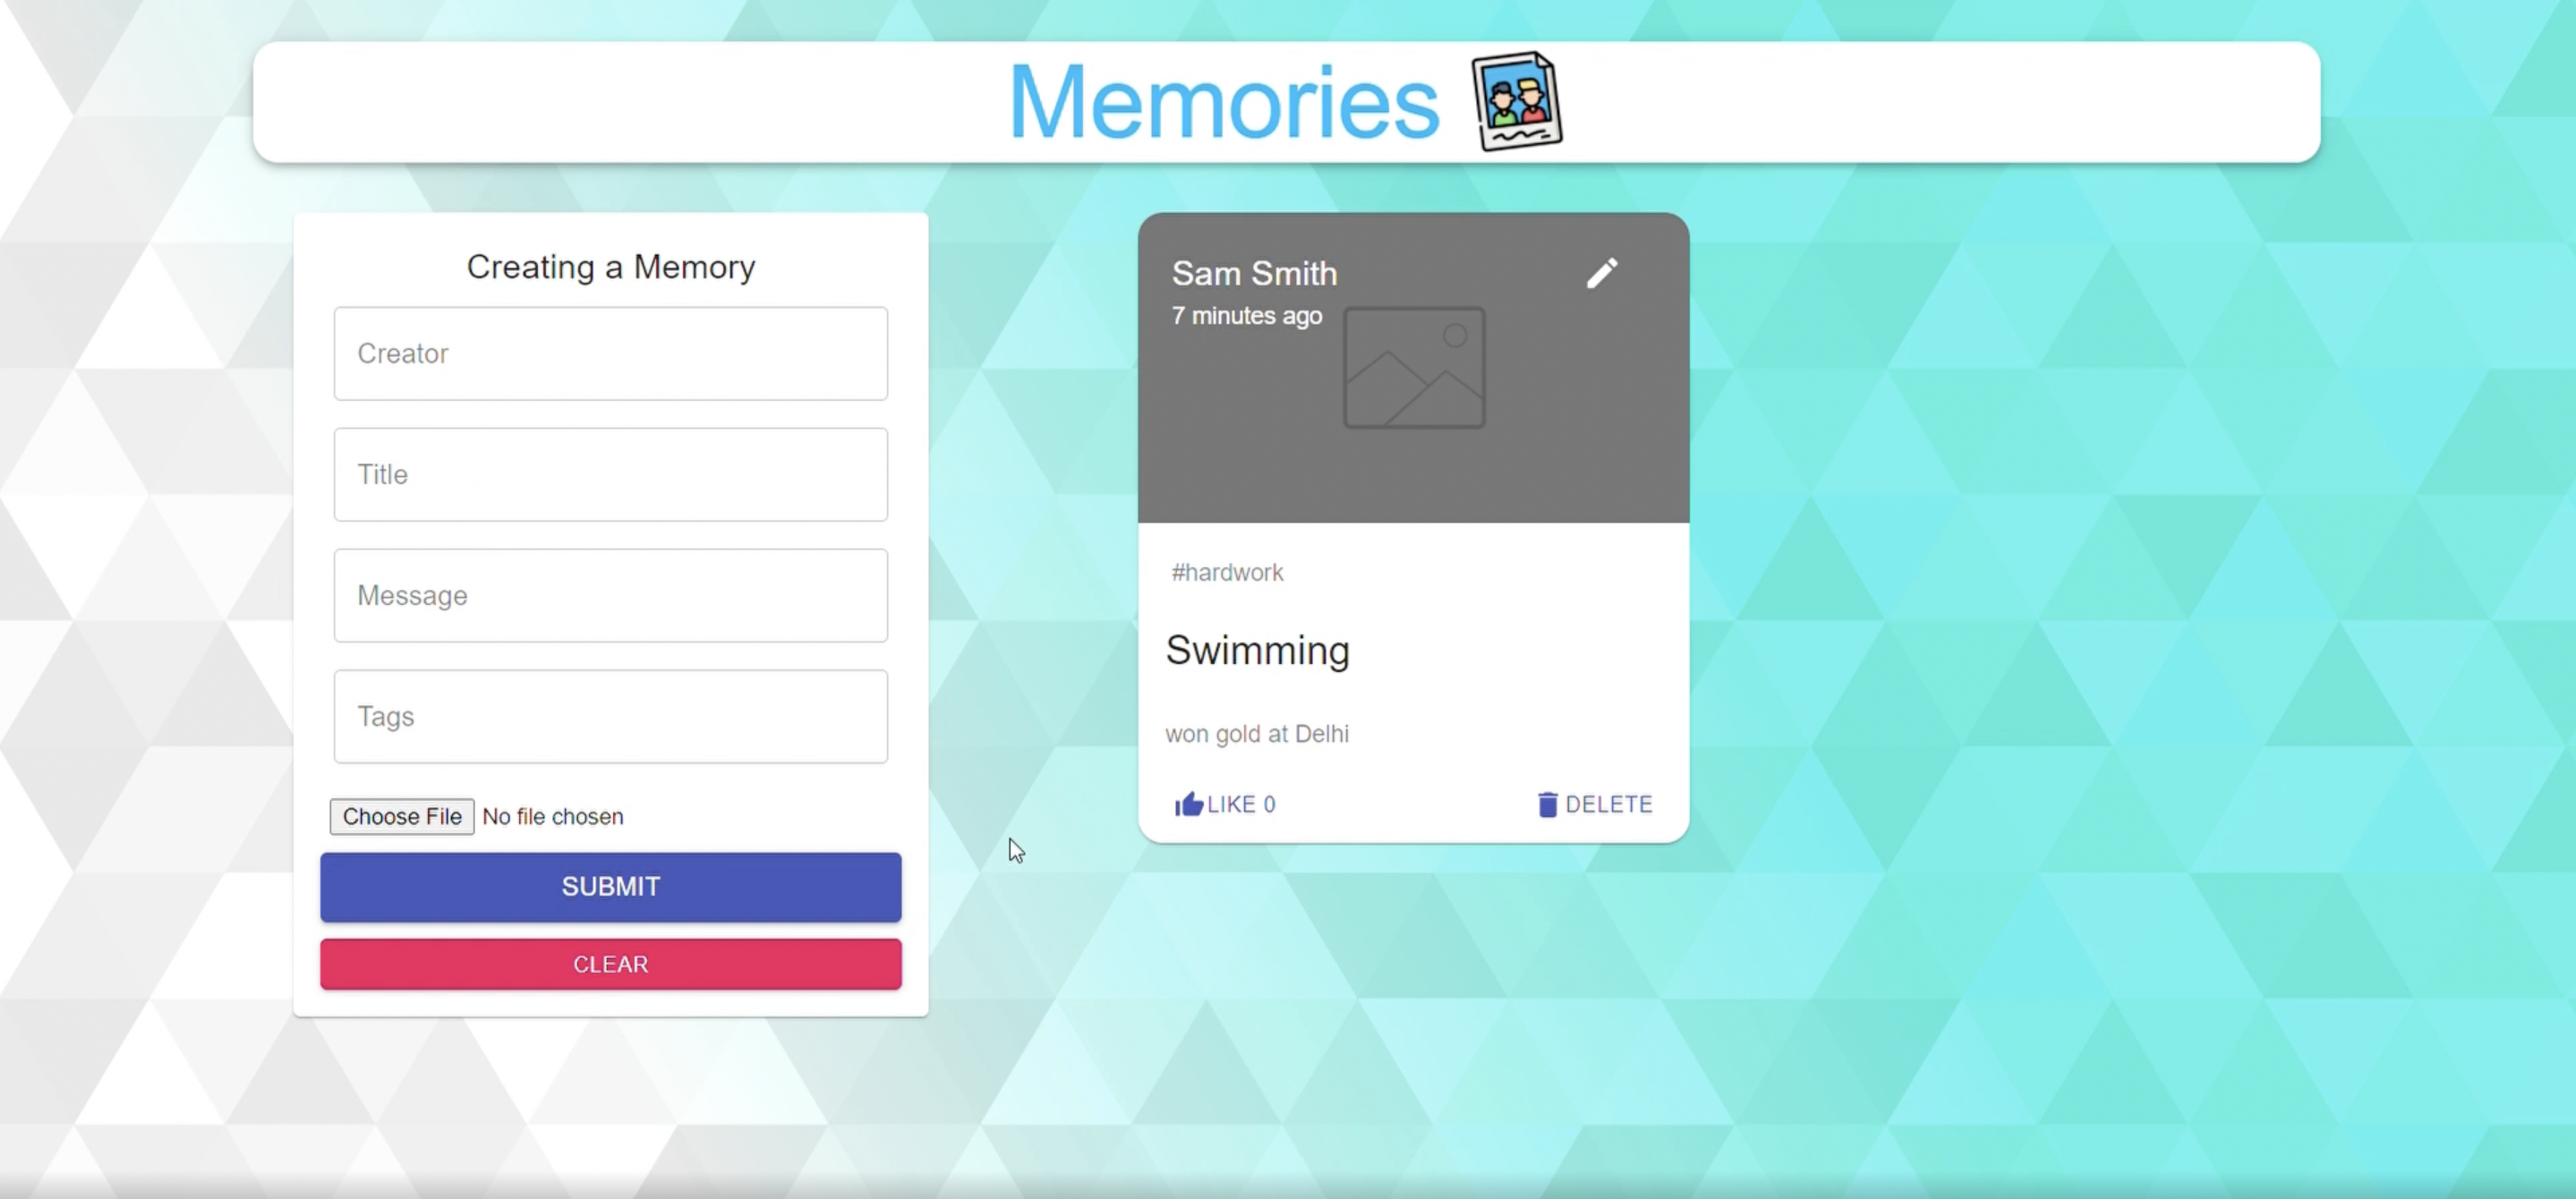 Memories
Creating a Memory
Creator
Title
Message
Tags
Choose File No file chosen
SUBMIT
CLEAR
Sam Smith
7 minutes ago
#hardwork
Swimming
won gold at Delhi
LIKE 0
DELETE